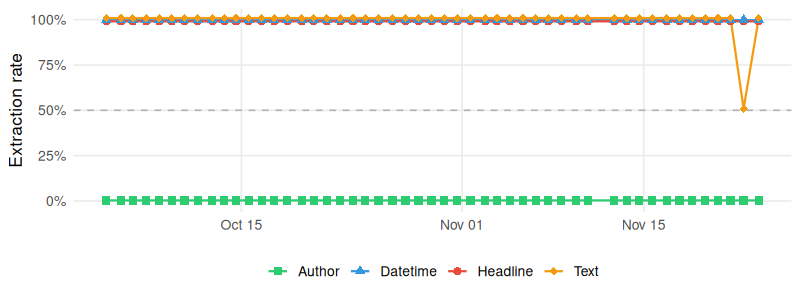 Extraction rate
100%
75%
50%
25%
0%
Oct 15 Nov 01 Nov 15
Author Datetime Headline Text